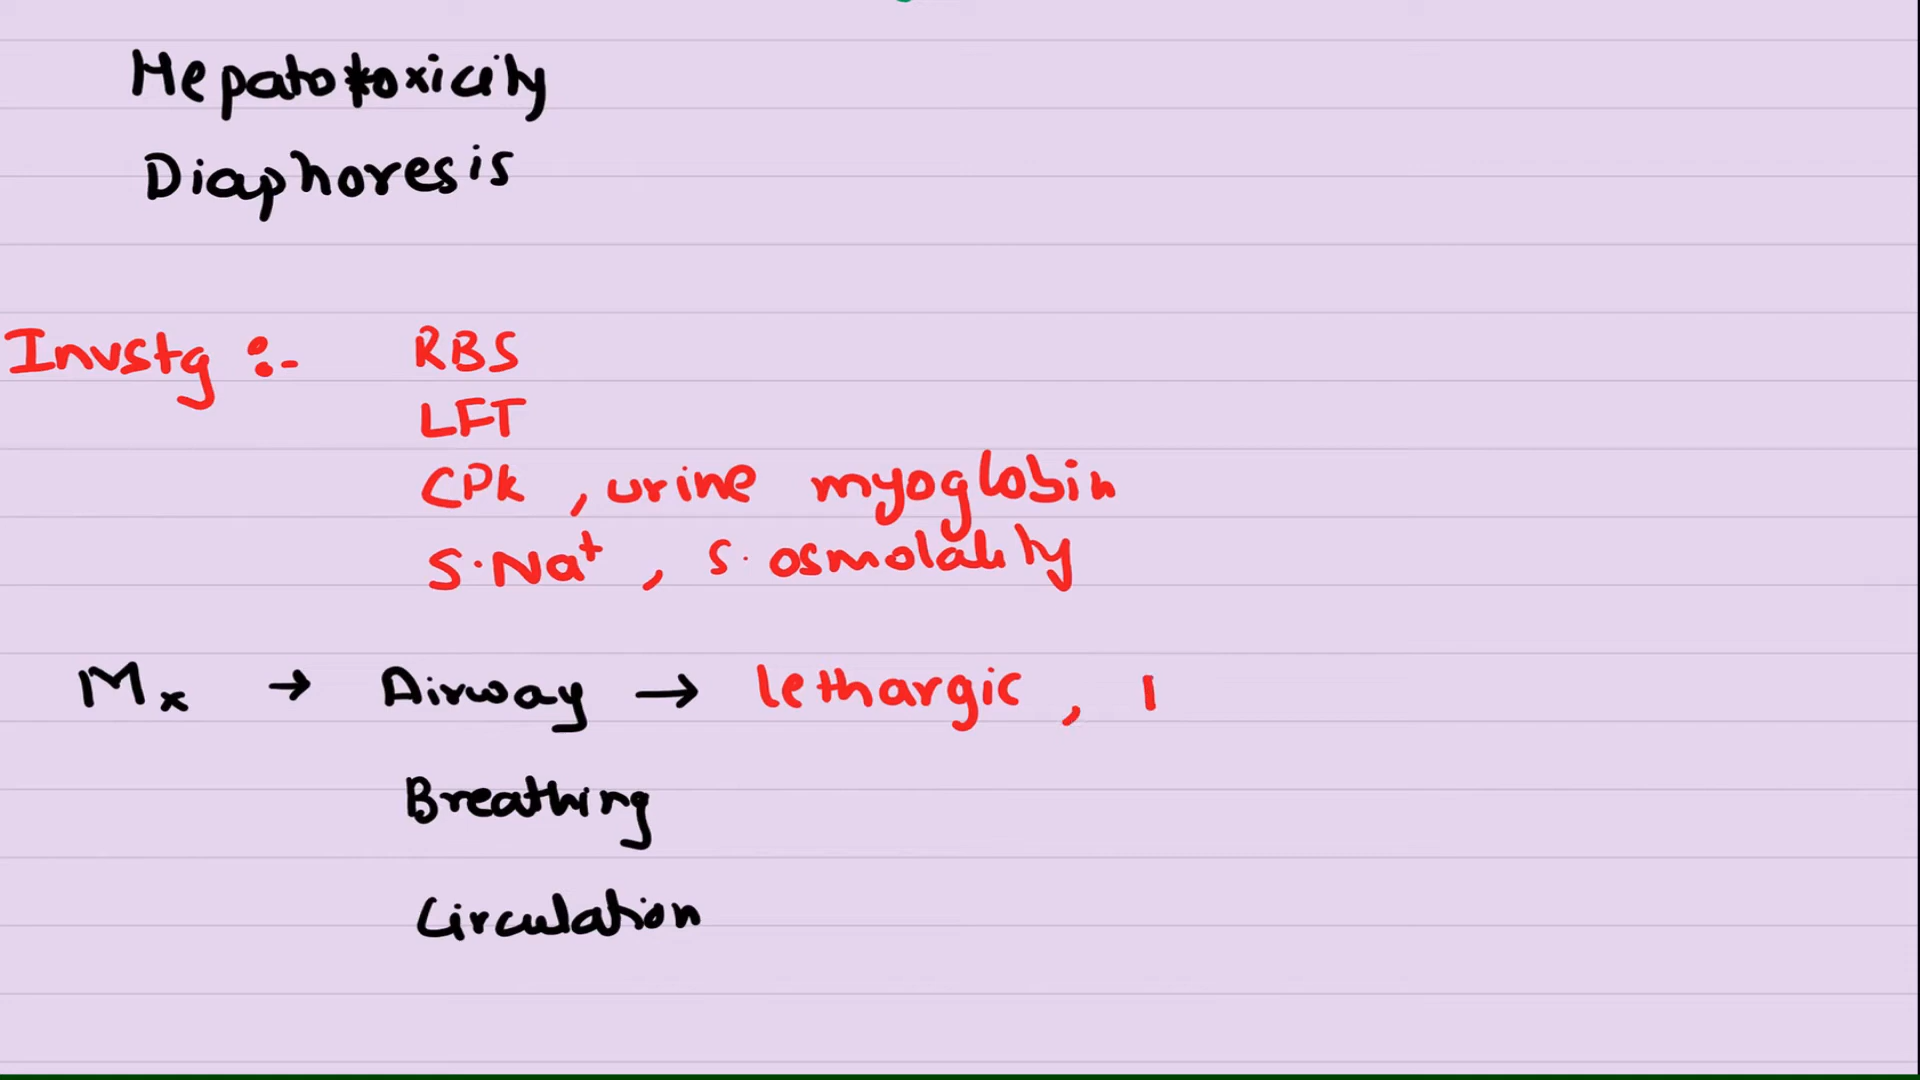 Hepatotoxicity
Diaphoresis
Invstg :- RBS
LFT
CPK , urine myoglobin
S.Na+ , S.osmolality
Mx → Airway → lethargic ,
Breathing
Circulation